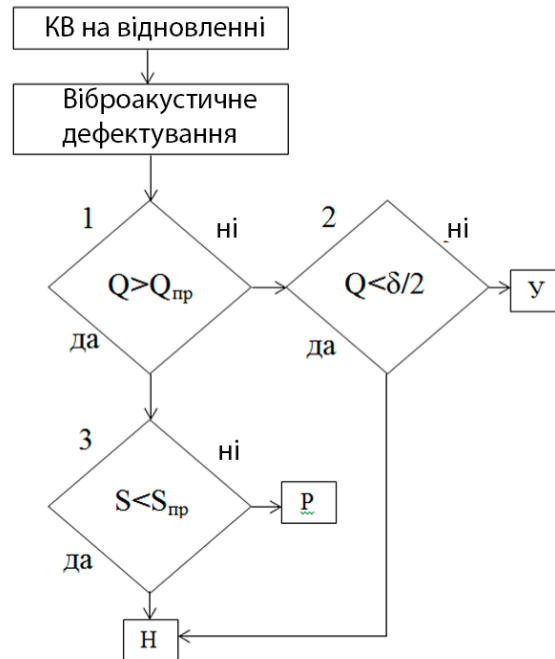 КВ на відновленні
Віброакустичне
дефектування
1
ні
2
ні
Q>Qпр
Q<δ/2
У
да
да
3
ні
S<Sпр
Р
да
Н